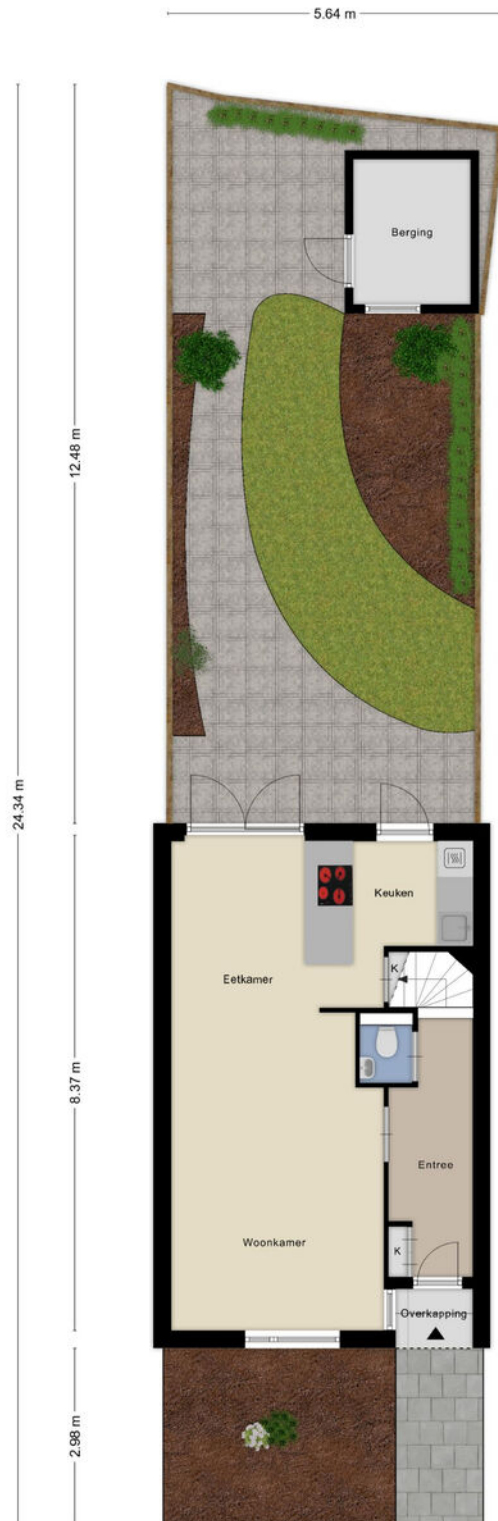 5.64 m
Berging
12.48 m
24.34 m
Keuken
K
Eetkamer
8.37 m
Entree
Woonkamer
K
Overkapping
2.98 m